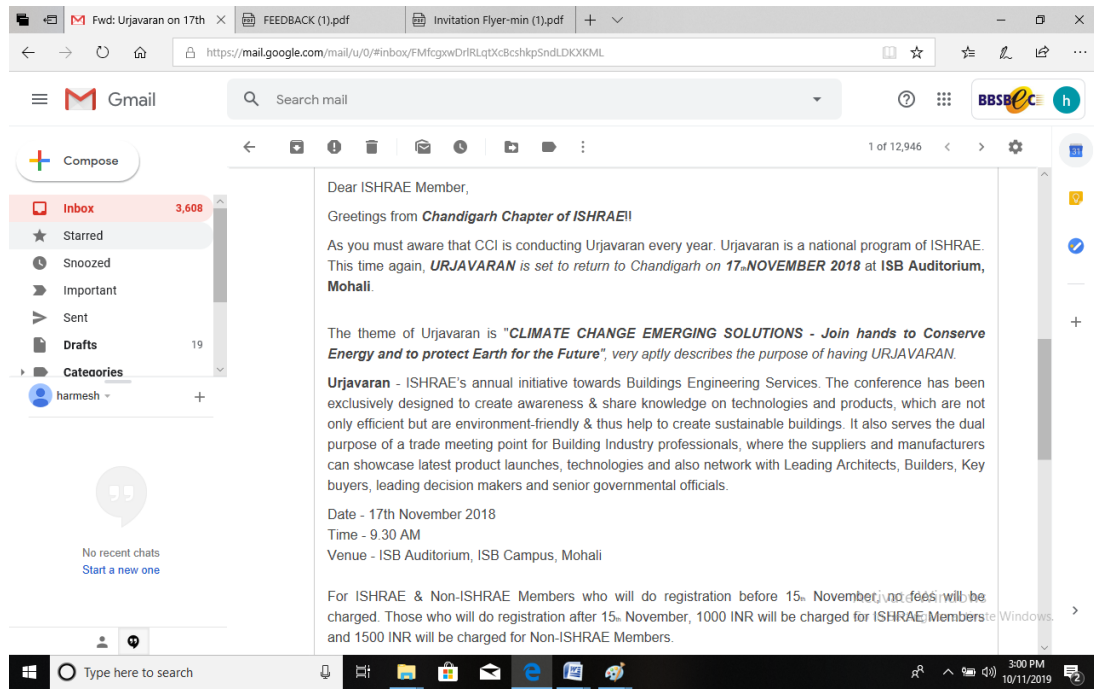 Fwd: Urjavaran on 17th
FEEDBACK (1).pdf
Invitation Flyer-min (1).pdf
https://mail.google.com/mail/u/0/#inbox/FMfcgxwDrlRLqtXcBcshkpSndLDKXKML
Gmail
Search mail
BBSBeC
h
Compose
1 of 12,946
31
Inbox 3,608
Starred
Snoozed
Important
Sent
Drafts 19
Categories
harmesh
No recent chats
Start a new one
Dear ISHRAE Member,
Greetings from Chandigarh Chapter of ISHRAE!!
As you must aware that CCI is conducting Urjavaran every year. Urjavaran is a national program of ISHRAE.
This time again, URJAVARAN is set to return to Chandigarh on 17th NOVEMBER 2018 at ISB Auditorium,
Mohali.
The theme of Urjavaran is "CLIMATE CHANGE EMERGING SOLUTIONS - Join hands to Conserve
Energy and to protect Earth for the Future", very aptly describes the purpose of having URJAVARAN.
Urjavaran - ISHRAE's annual initiative towards Buildings Engineering Services. The conference has been
exclusively designed to create awareness & share knowledge on technologies and products, which are not
only efficient but are environment-friendly & thus help to create sustainable buildings. It also serves the dual
purpose of a trade meeting point for Building Industry professionals, where the suppliers and manufacturers
can showcase latest product launches, technologies and also network with Leading Architects, Builders, Key
buyers, leading decision makers and senior governmental officials.
Date - 17th November 2018
Time - 9.30 AM
Venue - ISB Auditorium, ISB Campus, Mohali
For ISHRAE & Non-ISHRAE Members who will do registration before 15th November, no fees will be
charged. Those who will do registration after 15th November, 1000 INR will be charged for ISHRAE Members
and 1500 INR will be charged for Non-ISHRAE Members.
Activate Windows
Windows.
Type here to search
3:00 PM
10/11/2019
2